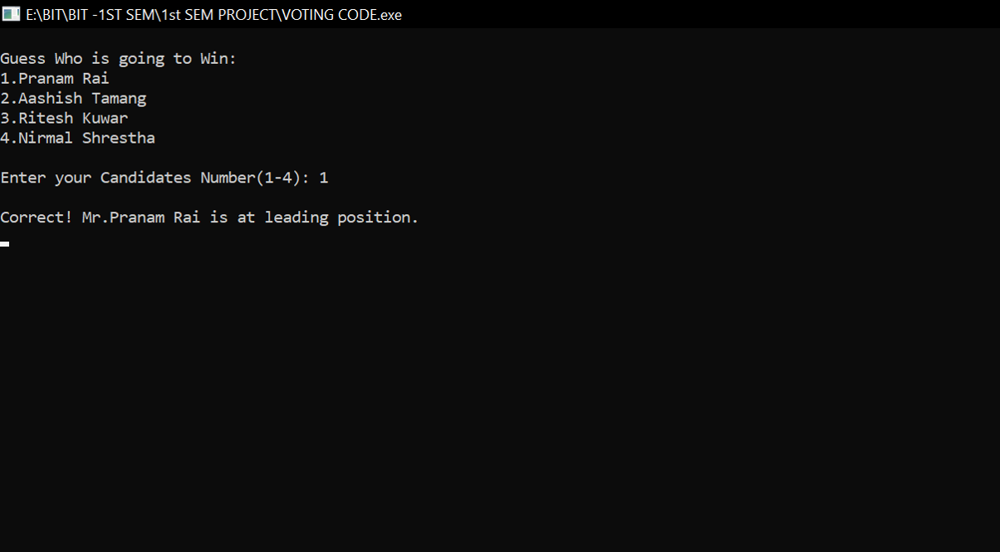 E:\BIT\BIT -1ST SEM\1st SEM PROJECT\VOTING CODE.exe
Guess Who is going to Win:
1.Pranam Rai
2.Aashish Tamang
3.Ritesh Kuwar
4.Nirmal Shrestha
Enter your Candidates Number(1-4): 1
Correct! Mr.Pranam Rai is at leading position.